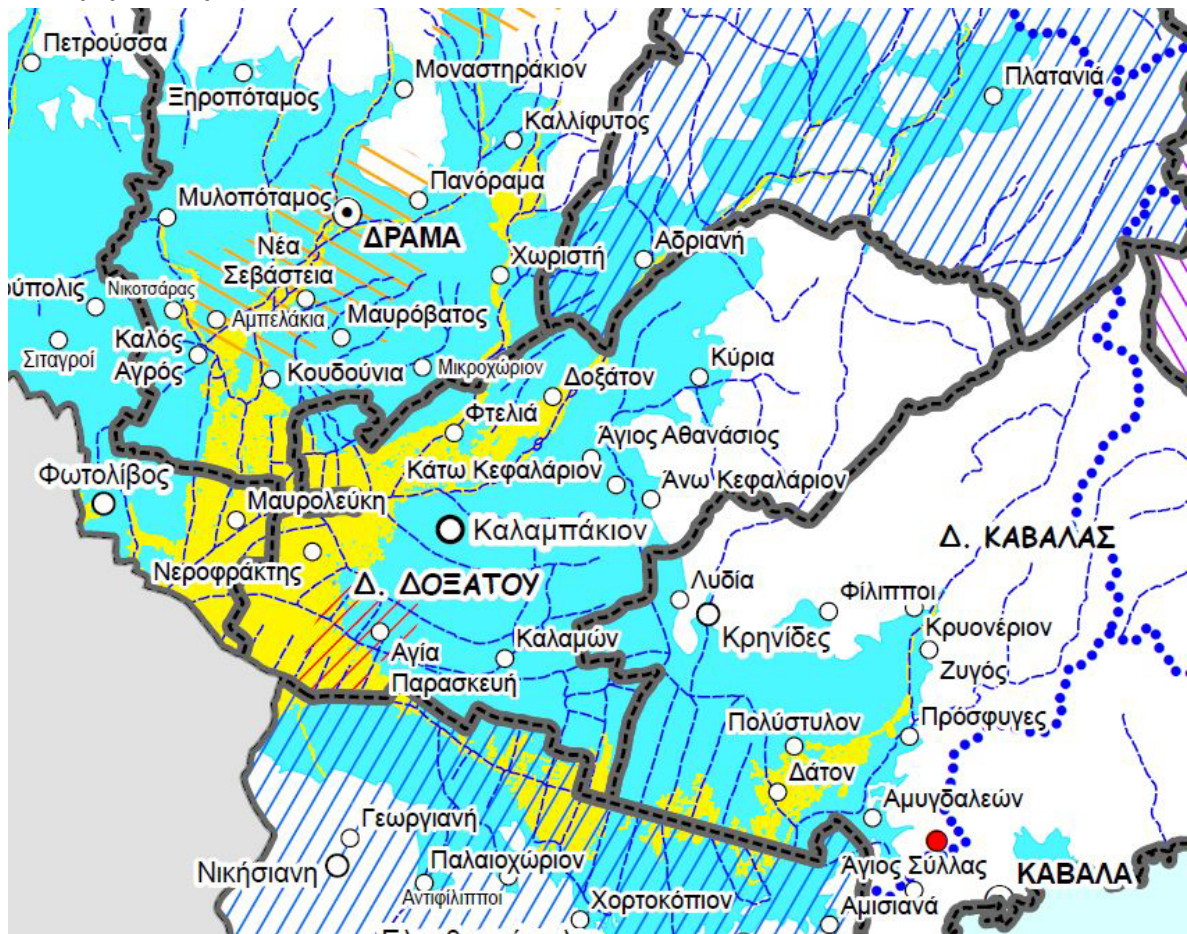 Πετρούσσα
Μοναστηράκιον
Ξηροπόταμος
Πλατανιά
Καλλίφυτος
Πανόραμα
Μυλοπόταμος
ΔΡΑΜΑ
Αδριανή
Νέα
Σεβάστεια
Χωριστή
Νικοτσάρας
ούπολις
Αμπελάκια
Μαυρόβατος
Σιταγροί
Καλός
Αγρός
Κουδούνια
Μικροχώριον
Κύρια
Δοξάτον
Φτελιά
Άγιος Αθανάσιος
Φωτολίβος
Κάτω Κεφαλάριον
Άνω Κεφαλάριον
Μαυρολεύκη
Καλαμπάκιον
Δ. ΚΑΒΑΛΑΣ
Νεροφράκτης
Δ. ΔΟΞΑΤΟΥ
Λυδία
Φίλιπποι
Κρηνίδες
Κρυονέριον
Καλαμών
Αγία
Παρασκευή
Ζυγός
Πολύστυλον
Πρόσφυγες
Δάτον
Αμυγδαλεών
Γεωργιανή
Νικήσιανη
Παλαιοχώριον
Άγιος Σύλλας
ΚΑΒΑΛΑ
Αντιφίλιπποι
Χορτοκόπιον
Αμισιανά